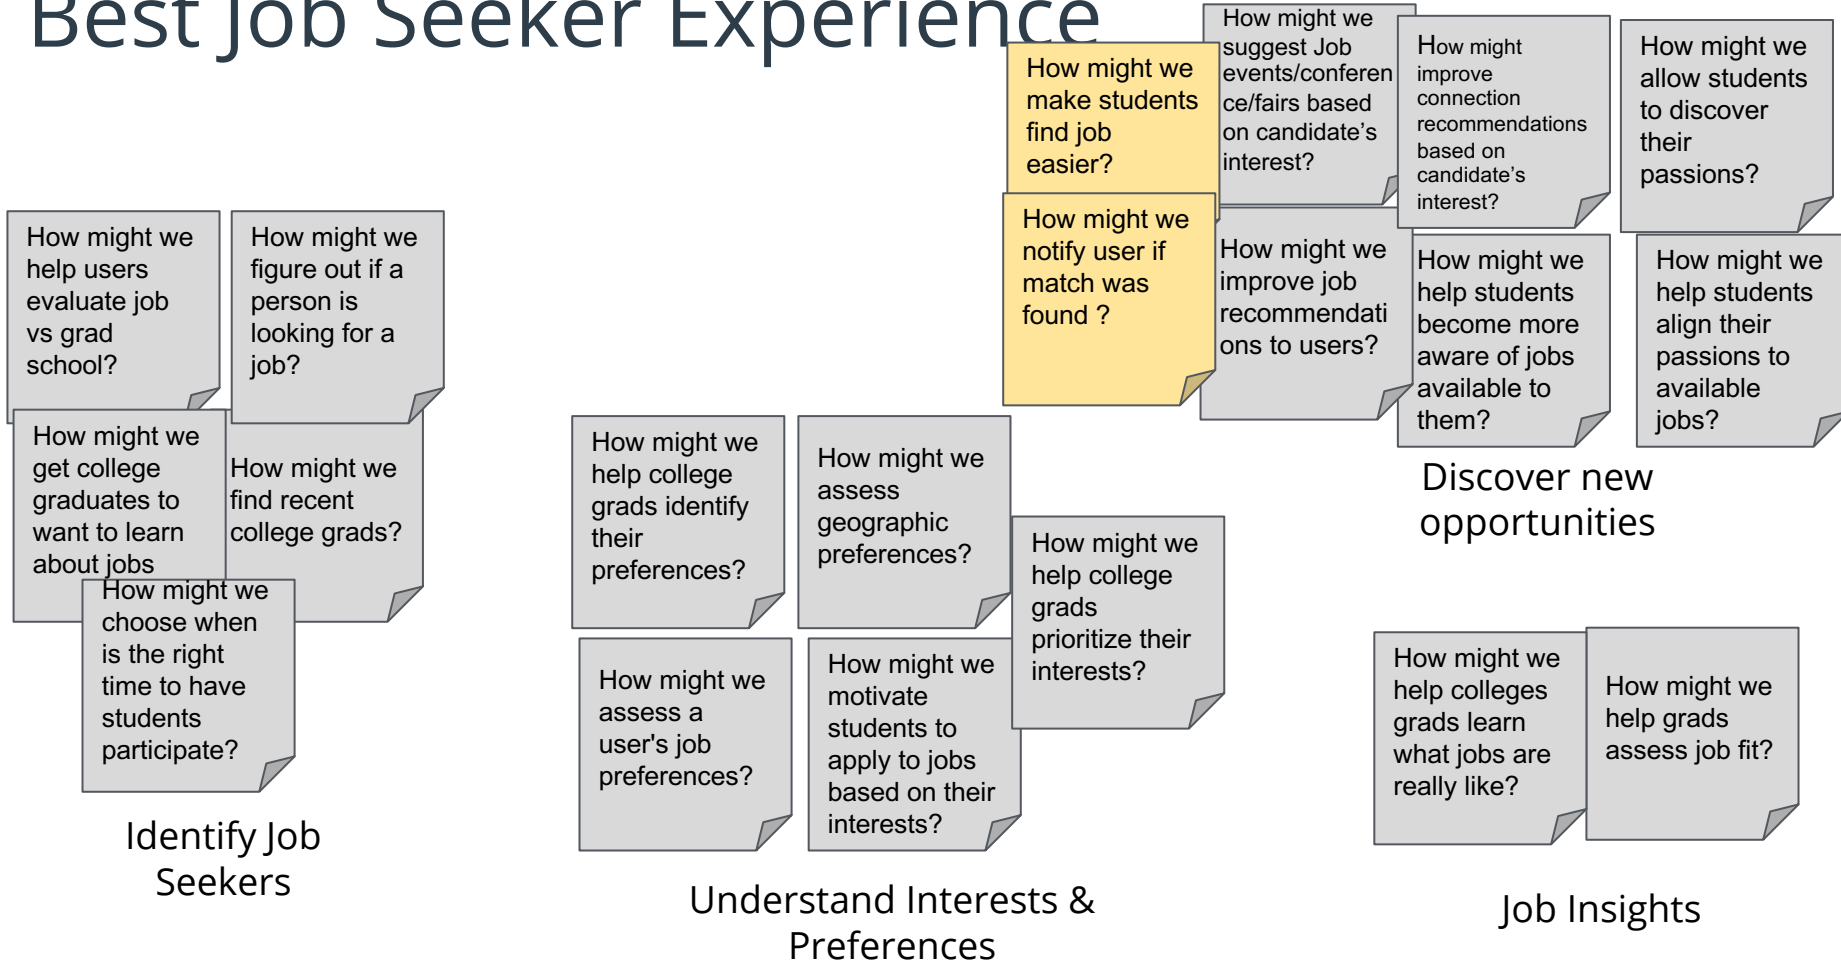 Best Job Seeker Experience
How might we
help users
evaluate job
vs grad
school?
How might we
figure out if a
person is
looking for a
job?
How might we
get college
graduates to
want to learn
about jobs
How might we
find recent
college grads?
How might we
choose when
is the right
time to have
students
participate?
Identify Job
Seekers
How might we
help college
grads identify
their
preferences?
How might we
assess
geographic
preferences?
How might we
help college
grads
prioritize their
interests?
How might we
assess a
user's job
preferences?
How might we
motivate
students to
apply to jobs
based on their
interests?
Understand Interests &
Preferences
How might we
make students
find job
easier?
How might we
suggest Job
events/conferen
ce/fairs based
on candidate’s
interest?
How might
improve
connection
recommendations
based on
candidate’s
interest?
How might we
allow students
to discover
their
passions?
How might we
notify user if
match was
found ?
How might we
improve job
recommendati
ons to users?
How might we
help students
become more
aware of jobs
available to
them?
How might we
help students
align their
passions to
available
jobs?
Discover new
opportunities
How might we
help colleges
grads learn
what jobs are
really like?
How might we
help grads
assess job fit?
Job Insights